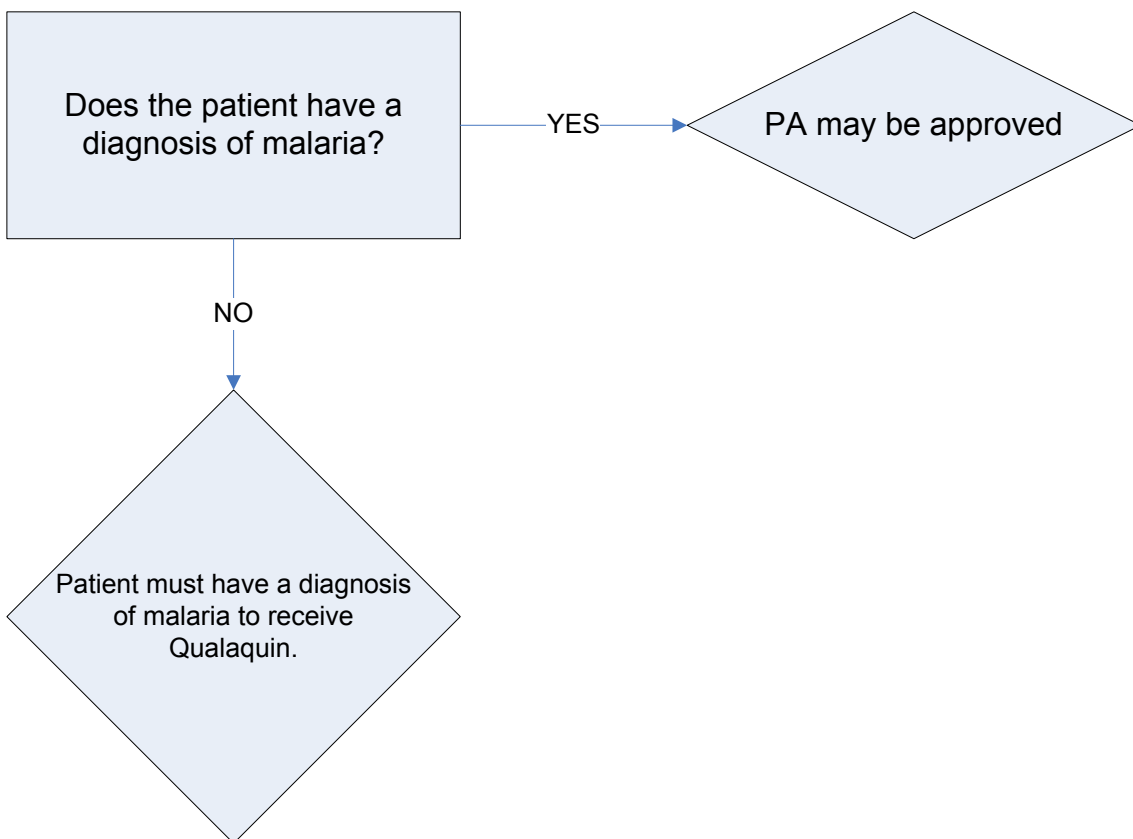 Does the patient have a
diagnosis of malaria?
YES
PA may be approved
NO
Patient must have a diagnosis
of malaria to receive
Qualaquin.